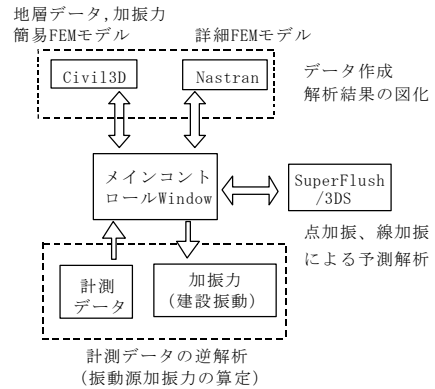 地層データ,加振力
簡易FEMモデル
詳細FEMモデル
Civil3D
Nastran
データ作成
解析結果の図化
メインコント
ロールWindow
SuperFlush
/3DS
点加振、線加振
による予測解析
計測
データ
加振力
(建設振動)
計測データの逆解析
(振動源加振力の算定)